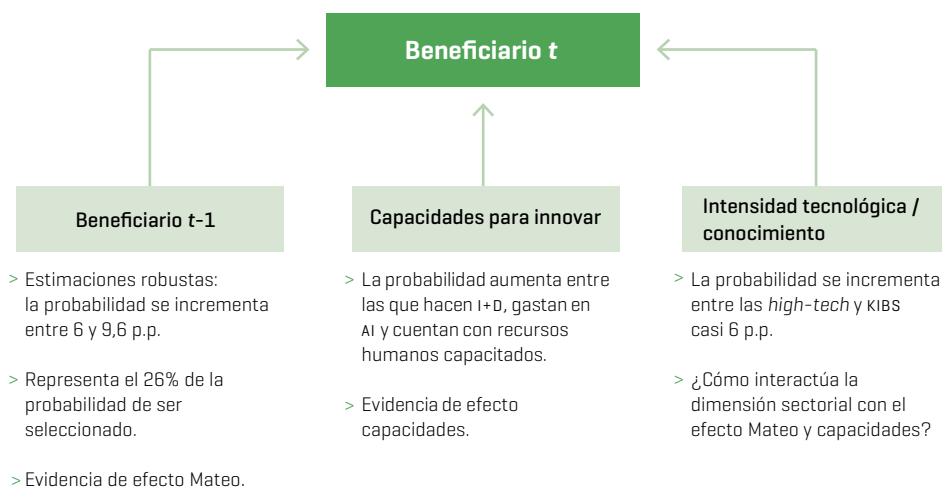 Beneficiario t
Beneficiario t-1
> Estimaciones robustas:
la probabilidad se incrementa
entre 6 y 9,6 p.p.
> Representa el 26% de la
probabilidad de ser
seleccionado.
> Evidencia de efecto Mateo.
Capacidades para innovar
> La probabilidad aumenta entre
las que hacen I+D, gastan en
AI y cuentan con recursos
humanos capacitados.
> Evidencia de efecto
capacidades.
Intensidad tecnológica /
conocimiento
> La probabilidad se incrementa
entre las high-tech y KIBS
casi 6 p.p.
> ¿Cómo interactúa la
dimensión sectorial con el
efecto Mateo y capacidades?